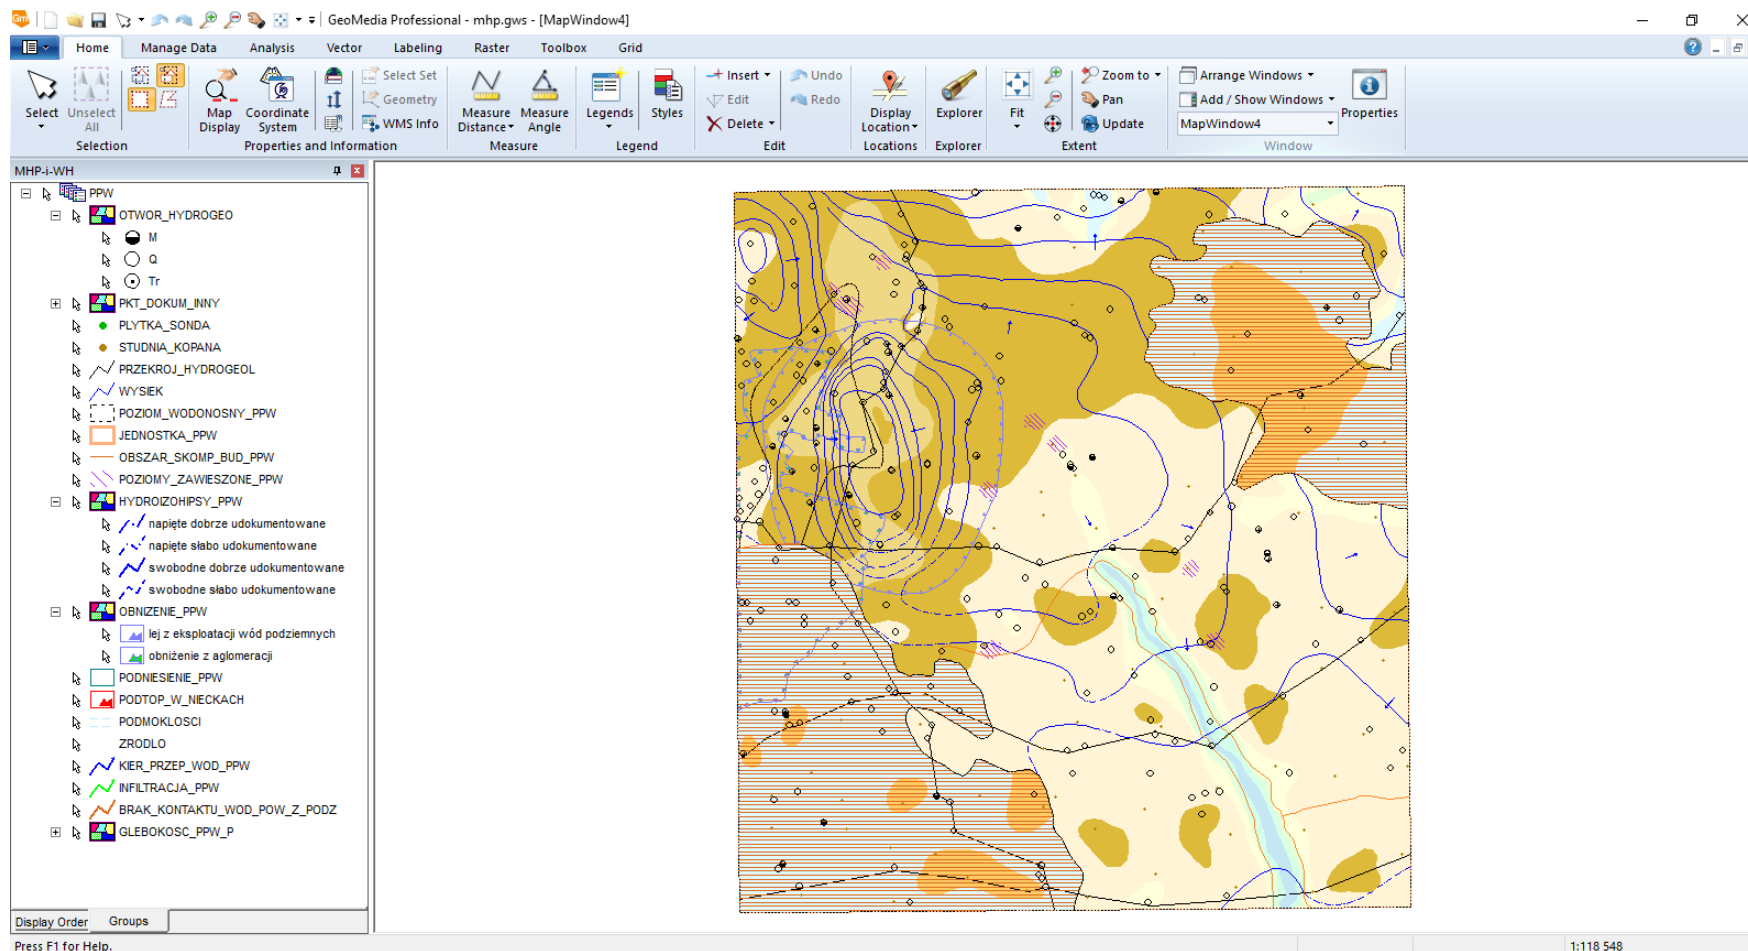 Gm
GeoMedia Professional - mhp.gws - [MapWindow4]
Home Manage Data Analysis Vector Labeling Raster Toolbox Grid
Select
Unselect All
Selection
Map Display
Coordinate System
Select Set
Geometry
WMS Info
Properties and Information
Measure Distance
Measure Angle
Measure
Legends
Styles
Legend
Insert
Edit
Delete
Undo
Redo
Edit
Display Location
Locations
Explorer
Explorer
Fit
Zoom to
Pan
Update
Extent
Arrange Windows
Add / Show Windows
MapWindow4
Properties
Window
MHP-i-WH
PPW
OTWOR_HYDROGEO
M
Q
Tr
PKT_DOKUM_INNY
PLYTKA_SONDA
STUDNIA_KOPANA
PRZEKROJ_HYDROGEOL
WYSIEK
POZIOM_WODONOSNY_PPW
JEDNOSTKA_PPW
OBSZAR_SKOMP_BUD_PPW
POZIOMY_ZAWIESZONE_PPW
HYDROIZOHIPSY_PPW
napięte dobrze udokumentowane
napięte słabo udokumentowane
swobodne dobrze udokumentowane
swobodne słabo udokumentowane
OBNIZENIE_PPW
lej z eksploatacji wód podziemnych
obniżenie z aglomeracji
PODNIESIENIE_PPW
PODTOP_W_NIECKACH
PODMOKLOSCI
ZRODLO
KIER_PRZEP_WOD_PPW
INFILTRACJA_PPW
BRAK_KONTAKTU_WOD_POW_Z_PODZ
GLEBOKOSC_PPW_P
Display Order Groups
Press F1 for Help.
1:118 548